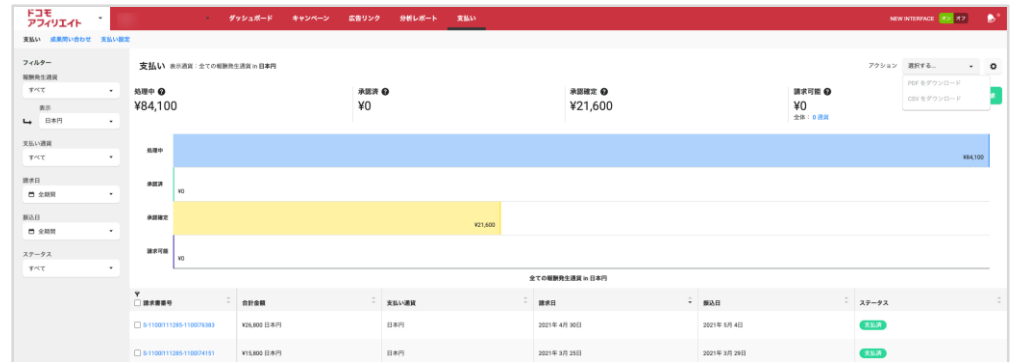 ドコモ
アフィリエイト
ダッシュボード キャンペーン 広告リンク 分析レポート 支払い
NEW INTERFACE オン オフ
支払い 成果問い合わせ 支払い設定
フィルター
報酬発生通貨
すべて
表示
日本円
支払い通貨
すべて
請求日
全期間
振込日
全期間
ステータス
すべて
支払い 表示通貨：全ての報酬発生通貨 in 日本円
アクション 選択する...
PDF をダウンロード
CSV をダウンロード
処理中
¥84,100
承認済
¥0
承認確定
¥21,600
請求可能
¥0
全体： 0 通貨
処理中 ¥84,100
承認済 ¥0
承認確定 ¥21,600
請求可能 ¥0
全ての報酬発生通貨 in 日本円
請求書番号 合計金額 支払い通貨 請求日 振込日 ステータス
S-1100111285-110076383 ¥26,800 日本円 日本円 2021年 4月 30日 2021年 5月 4日 支払済
S-1100111285-110074151 ¥15,800 日本円 日本円 2021年 3月 25日 2021年 3月 29日 支払済